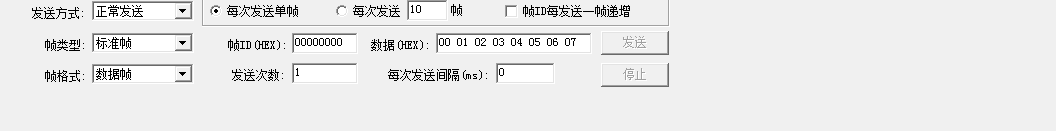 发送方式: 正常发送 每次发送单帧 每次发送 10 帧 帧ID每发送一帧递增
帧类型: 标准帧 帧ID(HEX): 00000000 数据(HEX): 00 01 02 03 04 05 06 07 发送
帧格式: 数据帧 发送次数: 1 每次发送间隔(ms): 0 停止